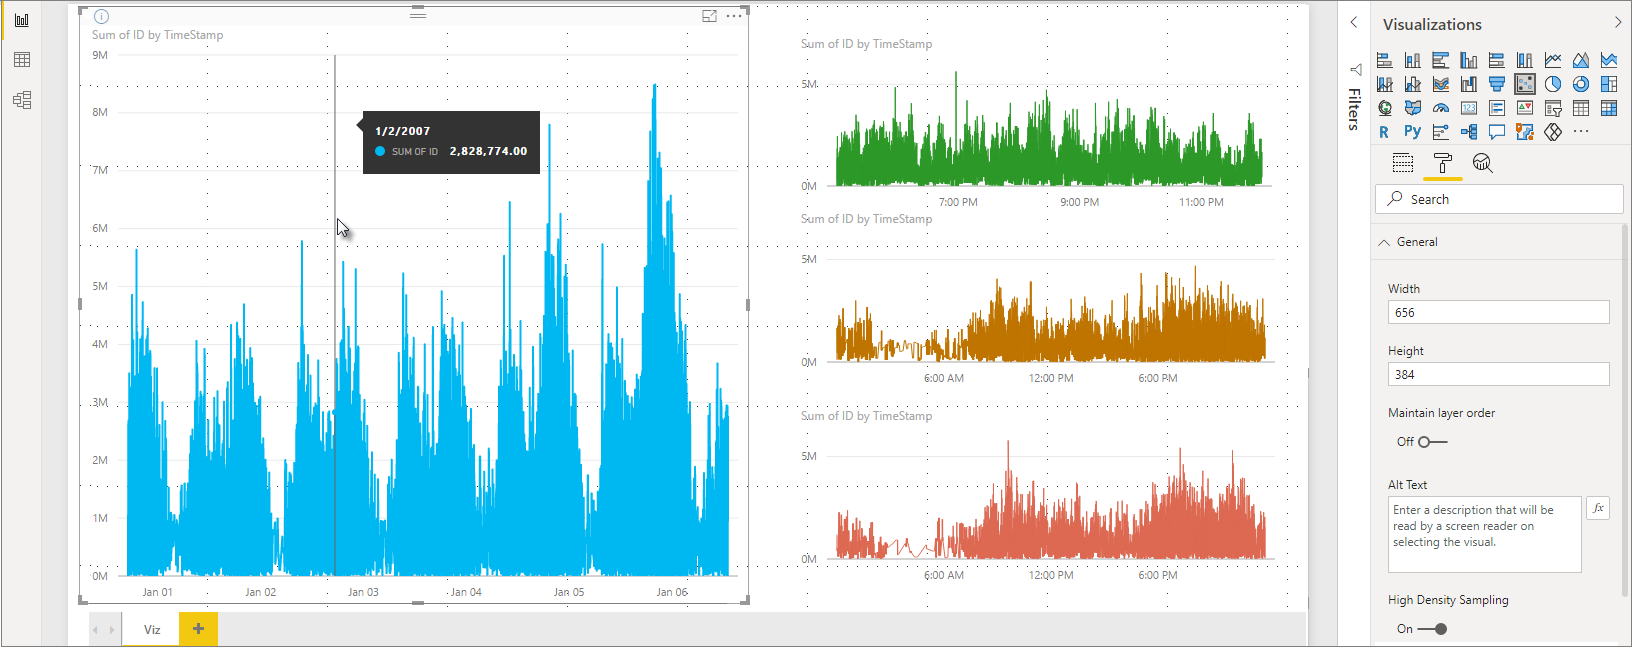 Sum of ID by TimeStamp
9M
8M
7M
6M
5M
4M
3M
2M
1M
0M
Jan 01 Jan 02 Jan 03 Jan 04 Jan 05 Jan 06
1/2/2007
SUM OF ID 2,828,774.00
Sum of ID by TimeStamp
5M
0M
7:00 PM 9:00 PM 11:00 PM
Sum of ID by TimeStamp
5M
0M
6:00 AM 12:00 PM 6:00 PM
Sum of ID by TimeStamp
5M
0M
6:00 AM 12:00 PM 6:00 PM
Viz
+
Filters
Visualizations
123
R Py
Search
General
Width
656
Height
384
Maintain layer order
Off
Alt Text
Enter a description that will be
read by a screen reader on
selecting the visual.
fx
High Density Sampling
On